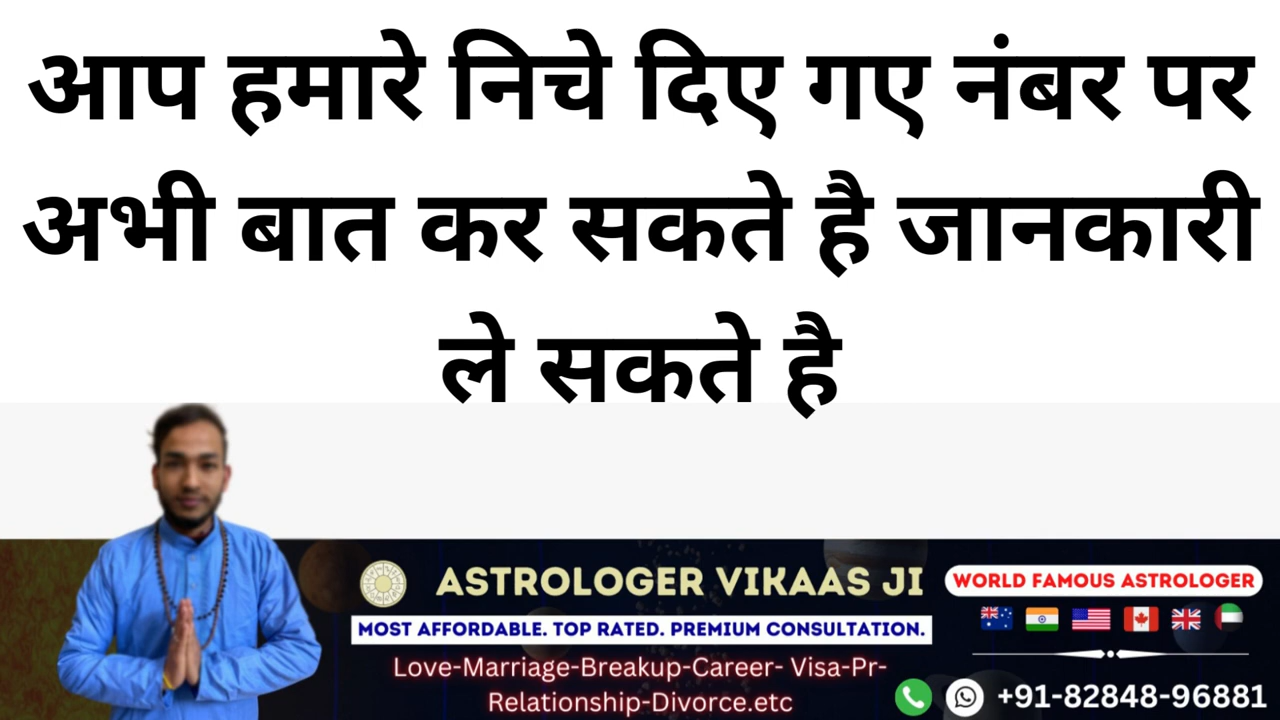 आप हमारे निचे दिए गए नंबर पर
अभी बात कर सकते है जानकारी
ले सकते है
ASTROLOGER VIKAAS JI
WORLD FAMOUS ASTROLOGER
MOST AFFORDABLE. TOP RATED. PREMIUM CONSULTATION.
Love-Marriage-Breakup-Career- Visa-Pr-
Relationship-Divorce.etc
+91-82848-96881